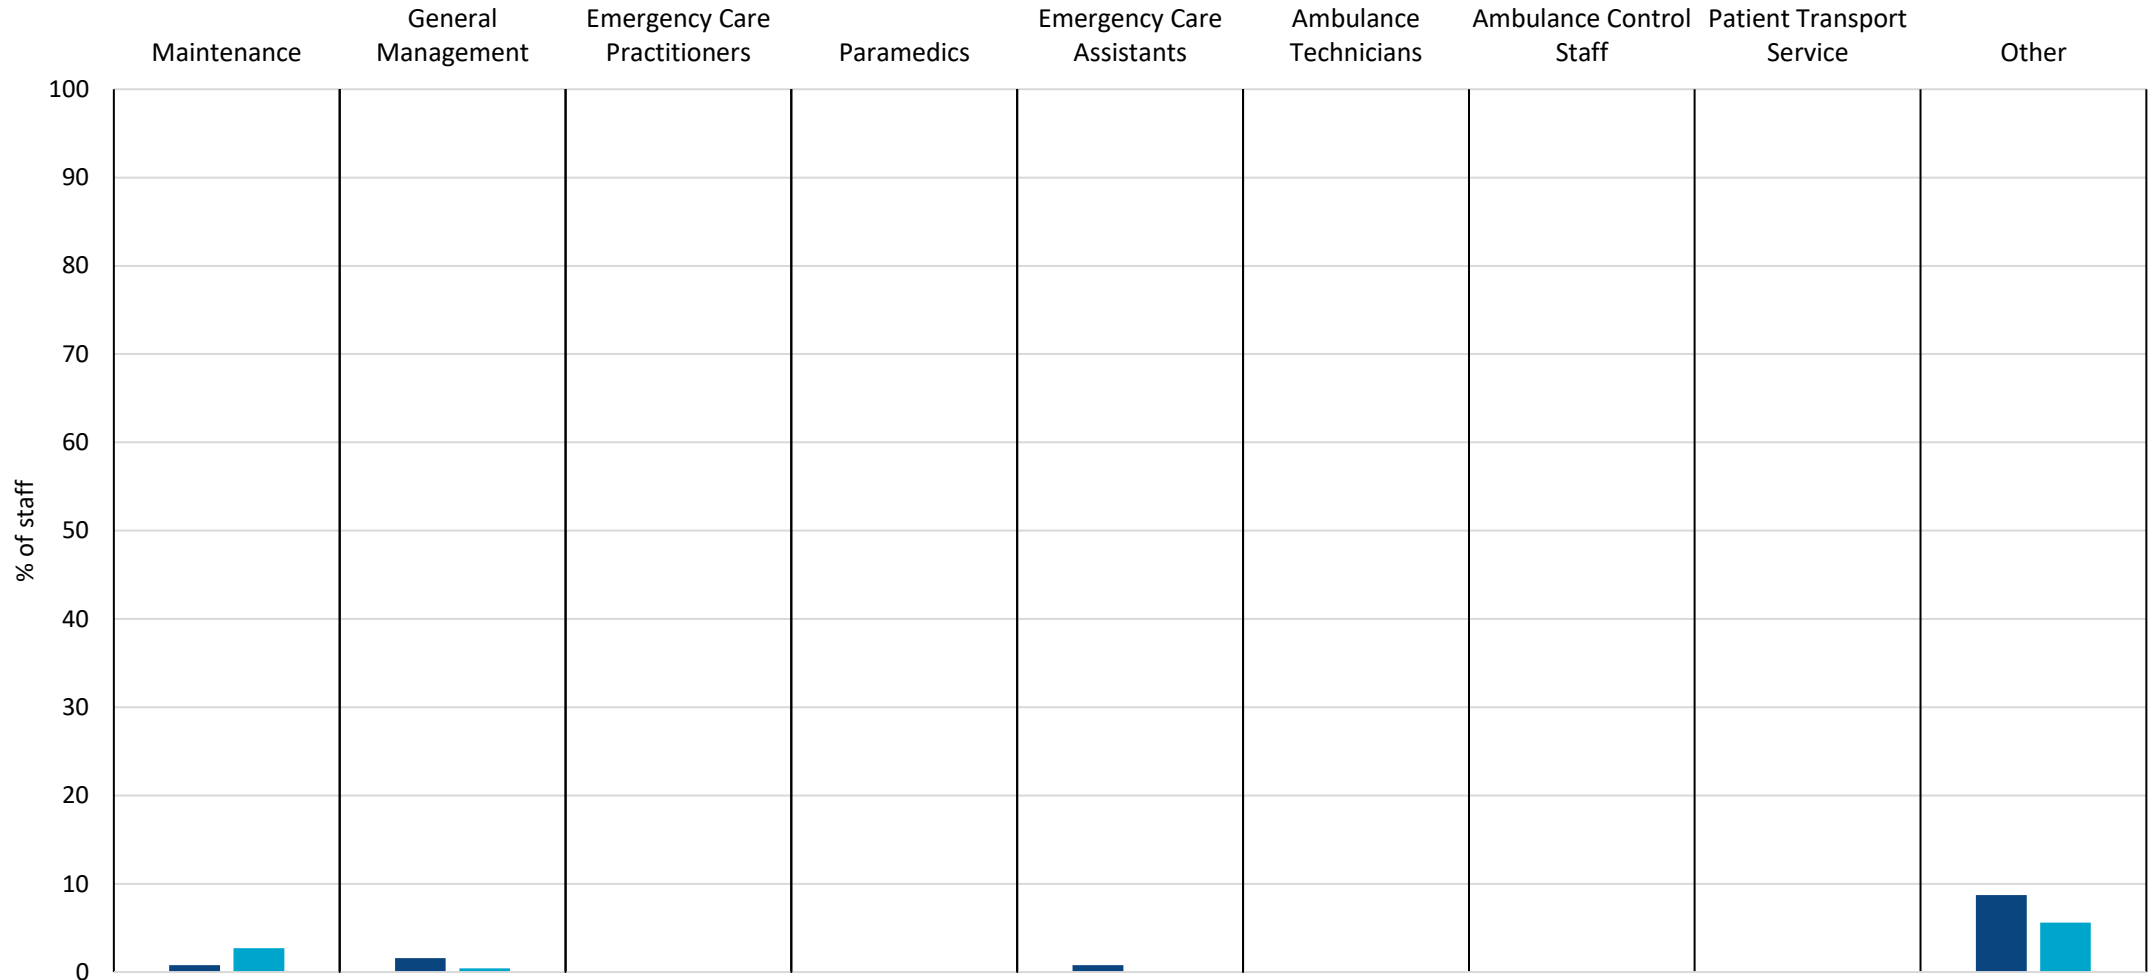 Maintenance
General
Management
Emergency Care
Practitioners
Paramedics
Emergency Care
Assistants
Ambulance
Technicians
Ambulance Control
Staff
Patient Transport
Service
Other
% of staff
100
90
80
70
60
50
40
30
20
10
0